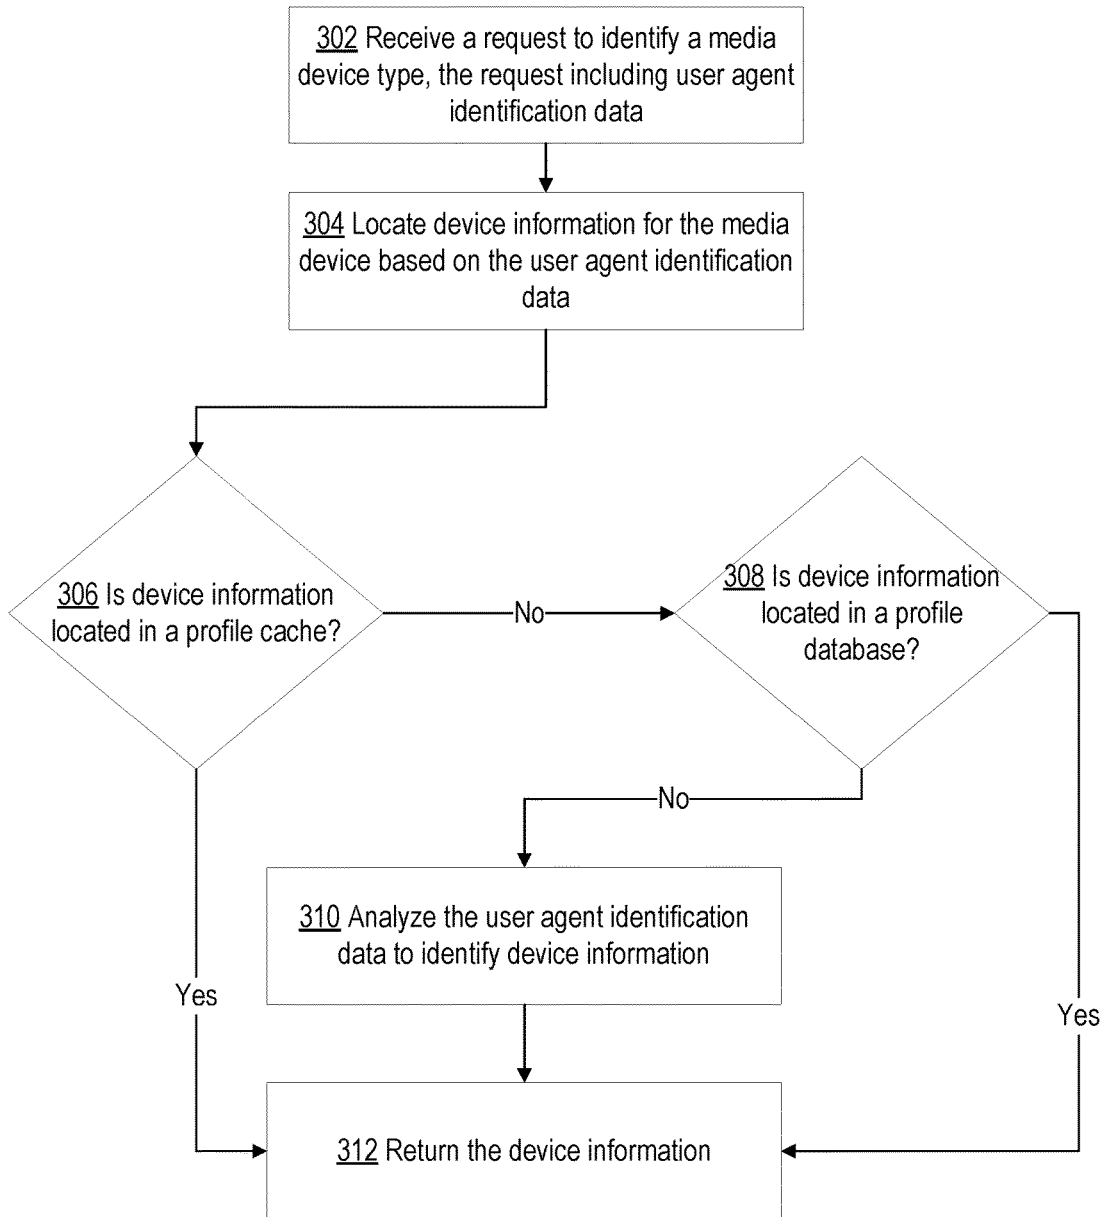 302 Receive a request to identify a media
device type, the request including user agent
identification data
304 Locate device information for the media
device based on the user agent identification
data
306 Is device information
located in a profile cache?
No
308 Is device information
located in a profile
database?
No
310 Analyze the user agent identification
data to identify device information
Yes
Yes
312 Return the device information